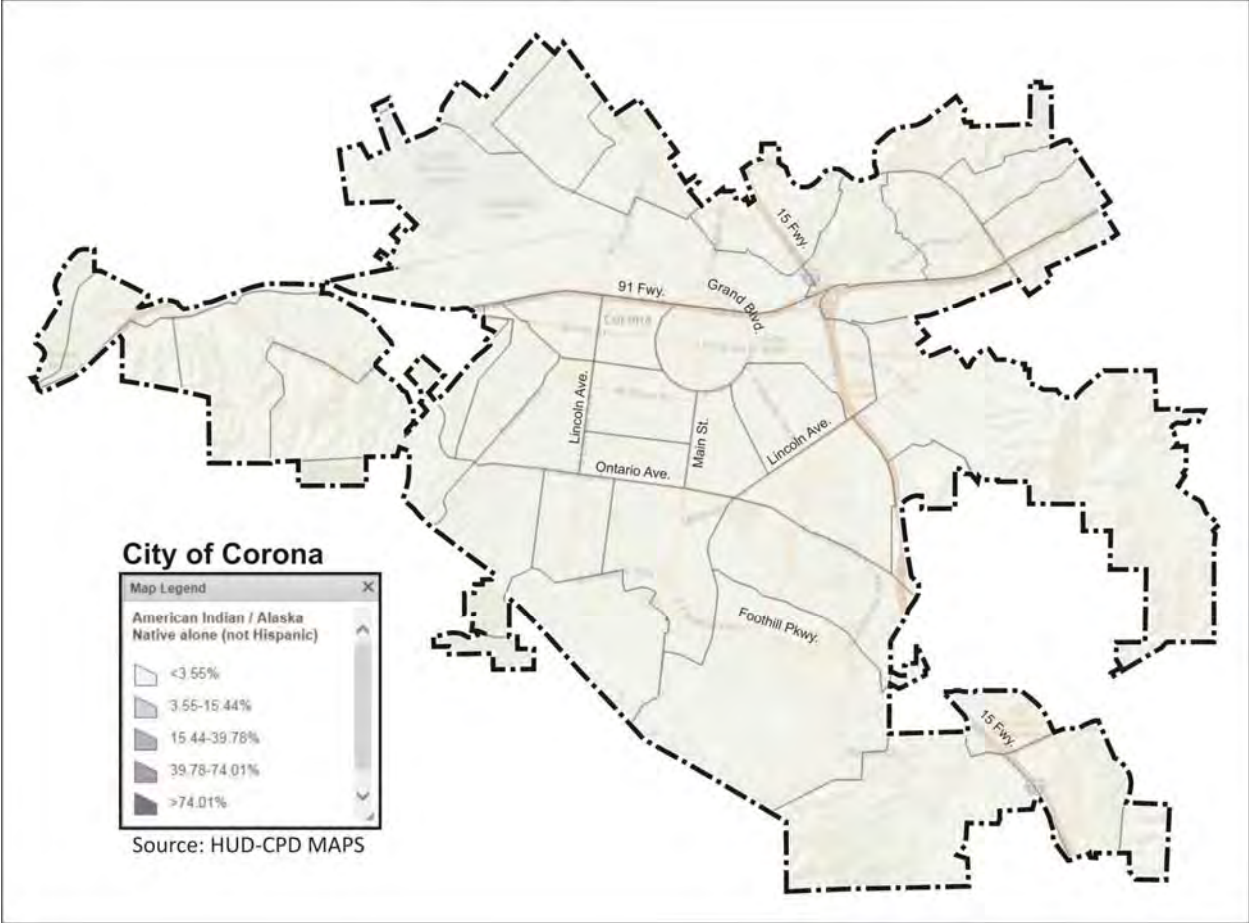 15 Fwy.
91 Fwy.
Grand Blvd.
Corona
Lincoln Ave.
Main St.
Lincoln Ave.
Ontario Ave.
Foothill Pkwy.
15 Fwy.
City of Corona
Map Legend
American Indian / Alaska
Native alone (not Hispanic)
<3.55%
3.55-15.44%
15.44-39.78%
39.78-74.01%
>74.01%
Source: HUD-CPD MAPS